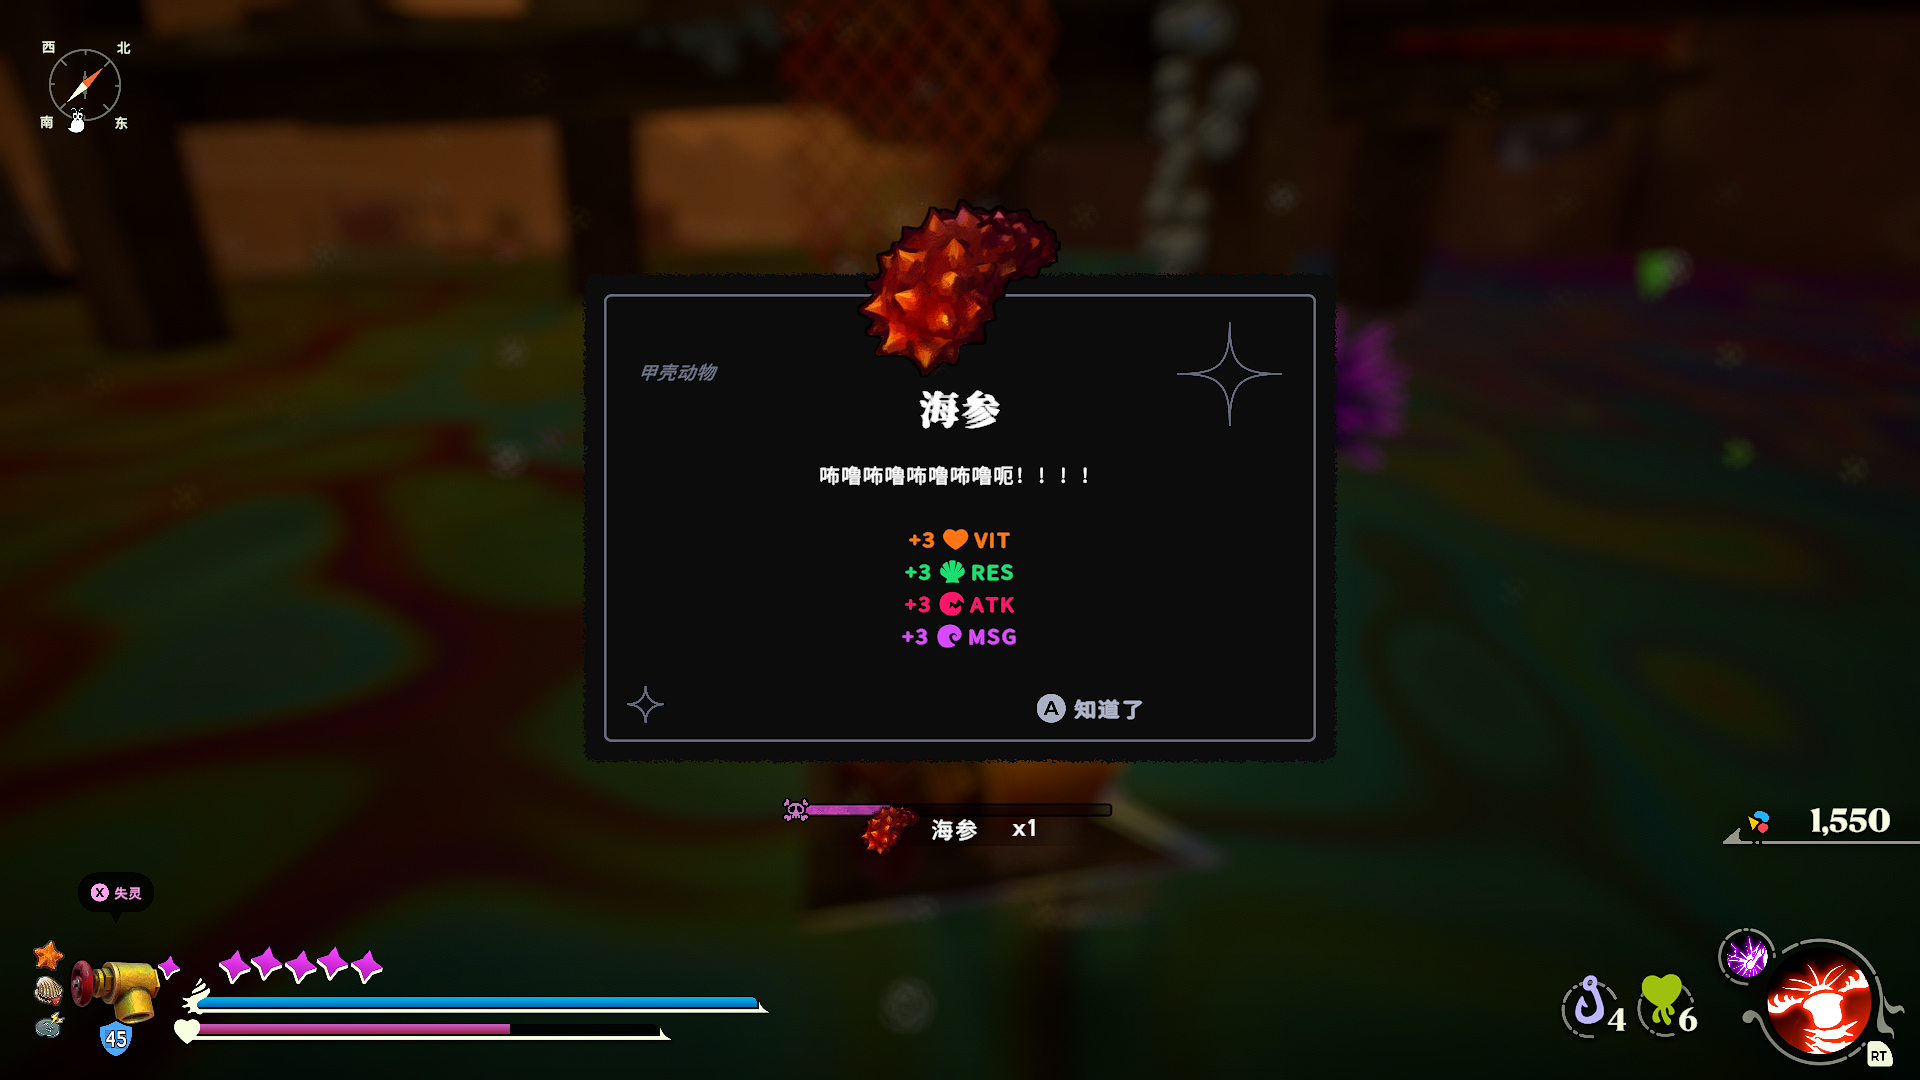 西 北
南 东
甲壳动物
海参
咘噜咘噜咘噜咘噜呃！！！！
+3 VIT
+3 RES
+3 ATK
+3 MSG
A 知道了
海参 x1
1,550
X 失灵
45
4
6
RT